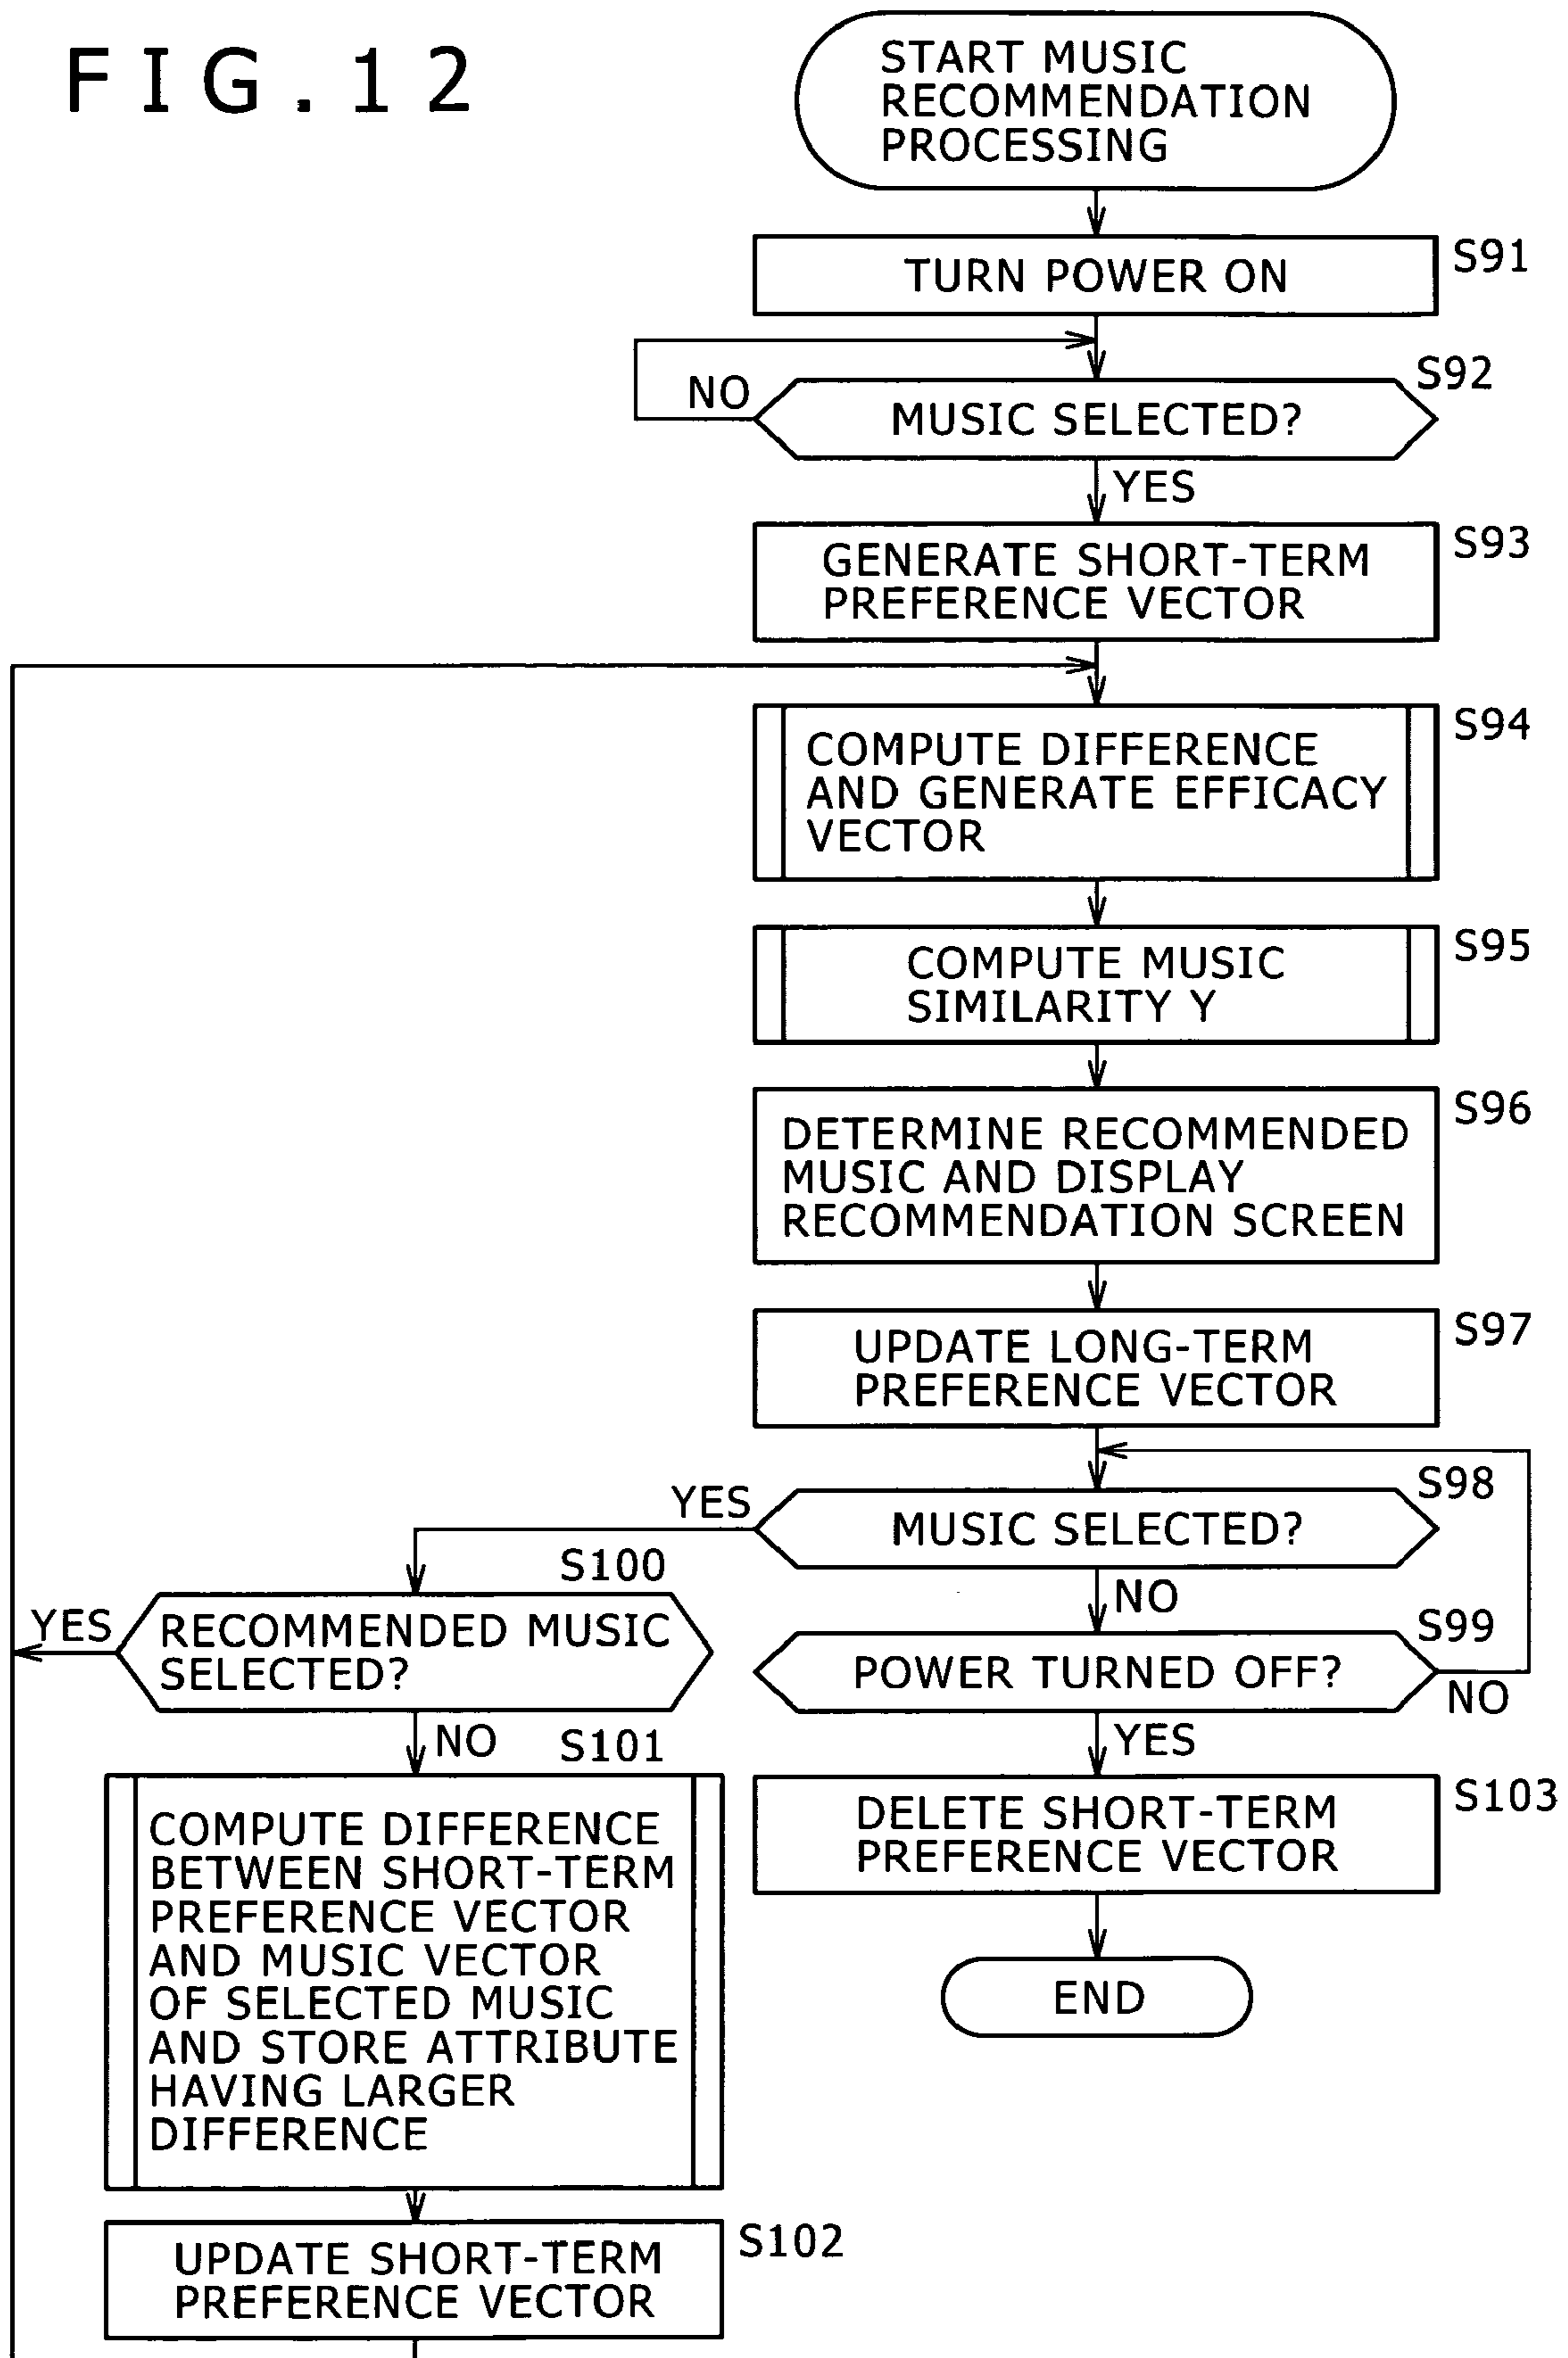 FIG.12
START MUSIC
RECOMMENDATION
PROCESSING
TURN POWER ON
S91
NO
MUSIC SELECTED?
S92
YES
GENERATE SHORT-TERM
PREFERENCE VECTOR
S93
COMPUTE DIFFERENCE
AND GENERATE EFFICACY
VECTOR
S94
COMPUTE MUSIC
SIMILARITY Y
S95
DETERMINE RECOMMENDED
MUSIC AND DISPLAY
RECOMMENDATION SCREEN
S96
UPDATE LONG-TERM
PREFERENCE VECTOR
S97
YES
MUSIC SELECTED?
S98
NO
S100
YES
RECOMMENDED MUSIC
SELECTED?
NO
POWER TURNED OFF?
S99
NO
YES
S101
COMPUTE DIFFERENCE
BETWEEN SHORT-TERM
PREFERENCE VECTOR
AND MUSIC VECTOR
OF SELECTED MUSIC
AND STORE ATTRIBUTE
HAVING LARGER
DIFFERENCE
DELETE SHORT-TERM
PREFERENCE VECTOR
S103
END
UPDATE SHORT-TERM
PREFERENCE VECTOR
S102